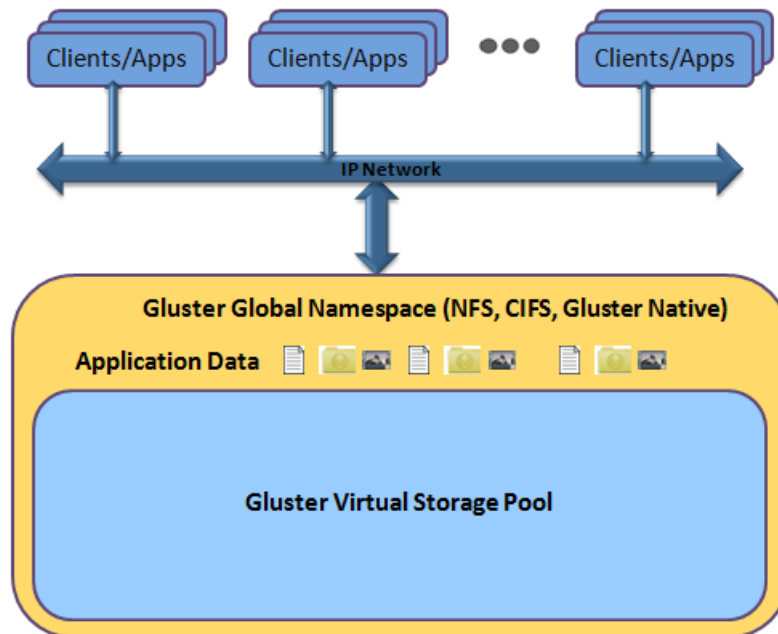 Clients/Apps
Clients/Apps
Clients/Apps
IP Network
Gluster Global Namespace (NFS, CIFS, Gluster Native)
Application Data
Gluster Virtual Storage Pool